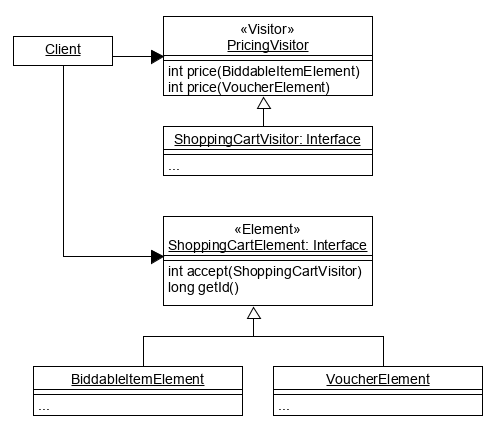 Client
«Visitor»
PricingVisitor
int price(BiddableItemElement)
int price(VoucherElement)
ShoppingCartVisitor: Interface
...
«Element»
ShoppingCartElement: Interface
int accept(ShoppingCartVisitor)
long getId()
BiddableItemElement
...
VoucherElement
...